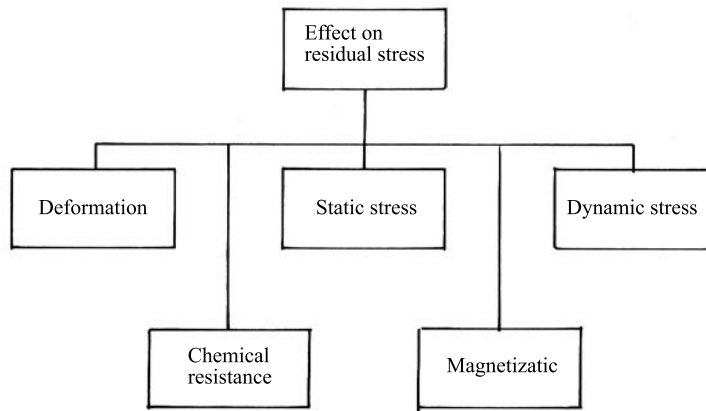 Effect on
residual stress
Deformation
Static stress
Dynamic stress
Chemical
resistance
Magnetizatic